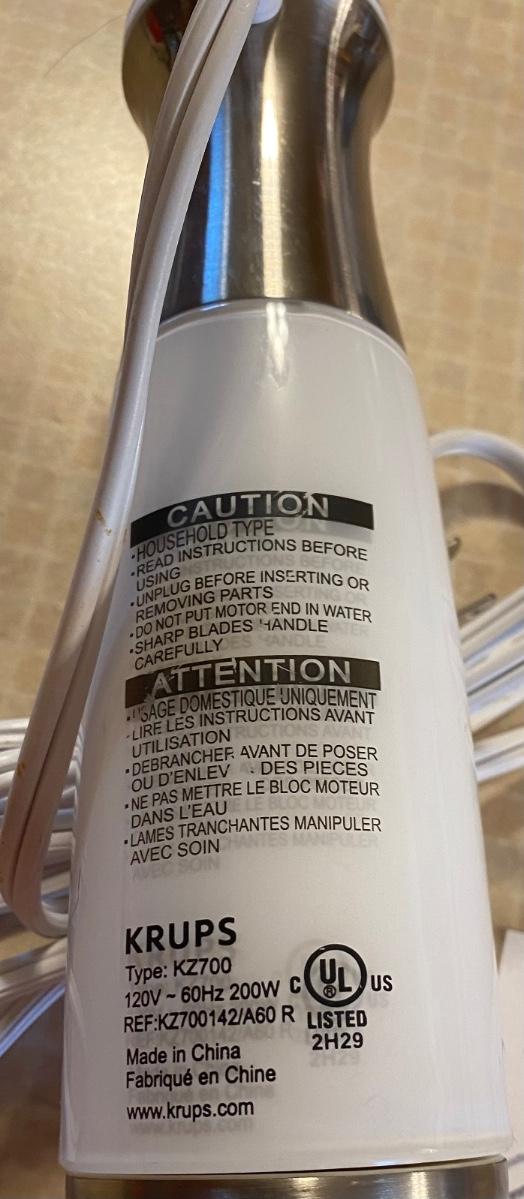 CAUTION
·HOUSEHOLD TYPE
·READ INSTRUCTIONS BEFORE
USING
·UNPLUG BEFORE INSERTING OR
REMOVING PARTS
·DO NOT PUT MOTOR END IN WATER
·SHARP BLADES HANDLE
CAREFULLY
ATTENTION
·USAGE DOMESTIQUE UNIQUEMENT
·LIRE LES INSTRUCTIONS AVANT
UTILISATION
·DEBRANCHER AVANT DE POSER
OU D'ENLEV DES PIECES
·NE PAS METTRE LE BLOC MOTEUR
DANS L'EAU
·LAMES TRANCHANTES MANIPULER
AVEC SOIN
KRUPS
Type: KZ700
120V ~ 60Hz 200W
REF:KZ700142/A60 R
C UL ® US
LISTED
2H29
Made in China
Fabriqué en Chine
www.krups.com